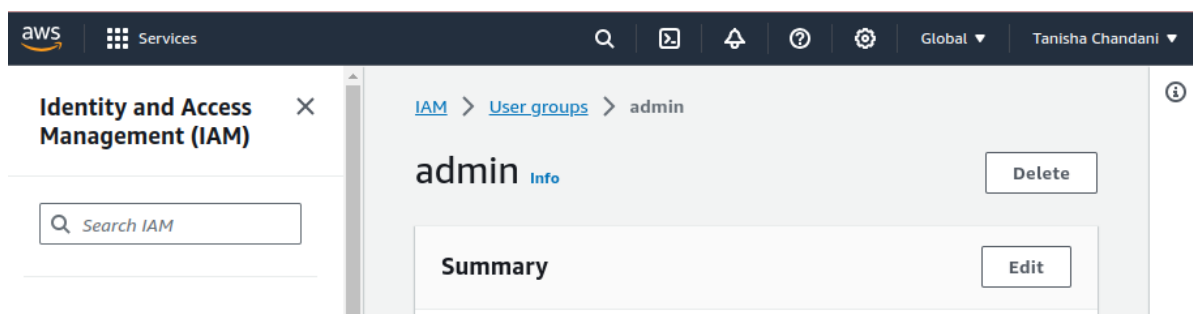 aws Services Global ▼ Tanisha Chandani ▼
Identity and Access
Management (IAM)
Search IAM
IAM > User groups > admin
admin Info
Delete
Summary
Edit